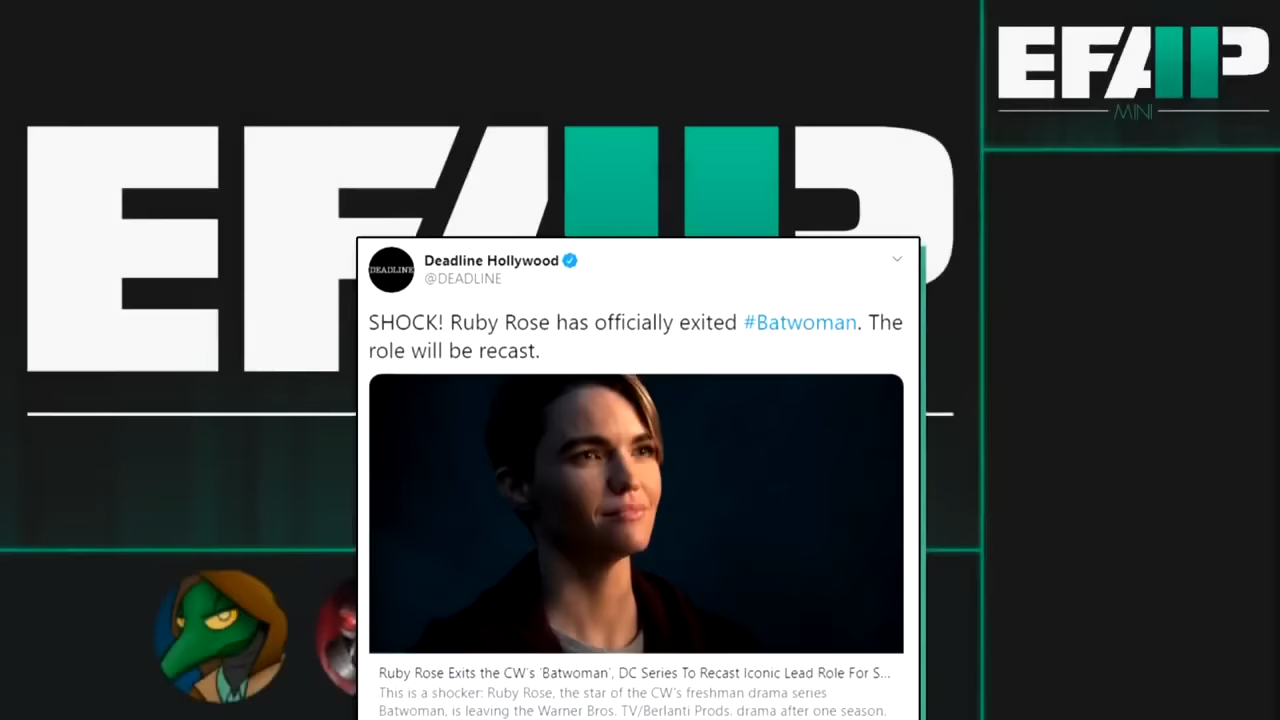 EFAP
EFAP
MINI
DEADLINE
Deadline Hollywood
@DEADLINE
SHOCK! Ruby Rose has officially exited #Batwoman. The
role will be recast.
Ruby Rose Exits the CW's 'Batwoman', DC Series To Recast Iconic Lead Role For S...
This is a shocker: Ruby Rose, the star of the CW's freshman drama series
Batwoman, is leaving the Warner Bros. TV/Berlanti Prods. drama after one season.